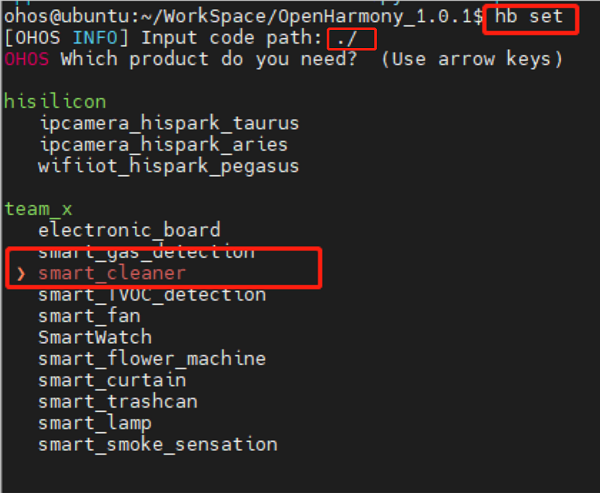 ohos@ubuntu:~/WorkSpace/OpenHarmony_1.0.1$ hb set
[OHOS INFO] Input code path: ./
OHOS Which product do you need?  (Use arrow keys)
hisilicon
ipcamera_hispark_taurus
ipcamera_hispark_aries
wifiiot_hispark_pegasus
team_x
electronic_board
smart_gas_detection
❯ smart_cleaner
smart_TVOC_detection
smart_fan
SmartWatch
smart_flower_machine
smart_curtain
smart_trashcan
smart_lamp
smart_smoke_sensation